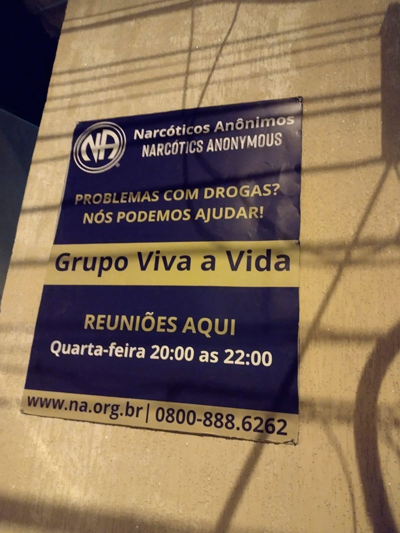 NA
Narcóticos Anônimos
NARCÓTICS ANONYMOUS
PROBLEMAS COM DROGAS?
NÓS PODEMOS AJUDAR!
Grupo Viva a Vida
REUNIÕES AQUI
Quarta-feira 20:00 as 22:00
www.na.org.br| 0800-888.6262